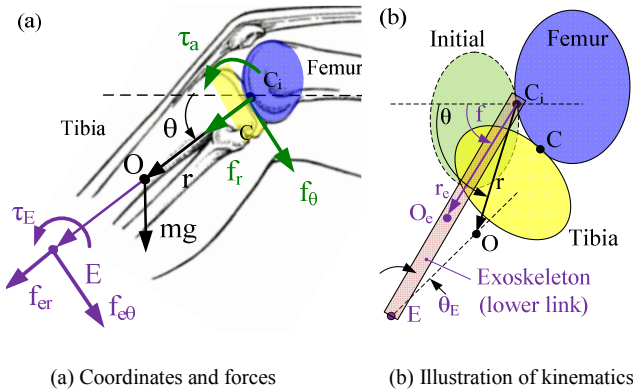 (a)
τa
Ci
Femur
Tibia
θ
C
O
r
fr
fθ
τE
mg
E
fer
feθ
(a) Coordinates and forces
(b)
Initial
Femur
Ci
θ
f
C
re
r
Oe
O
Tibia
Exoskeleton
(lower link)
E
θE
(b) Illustration of kinematics